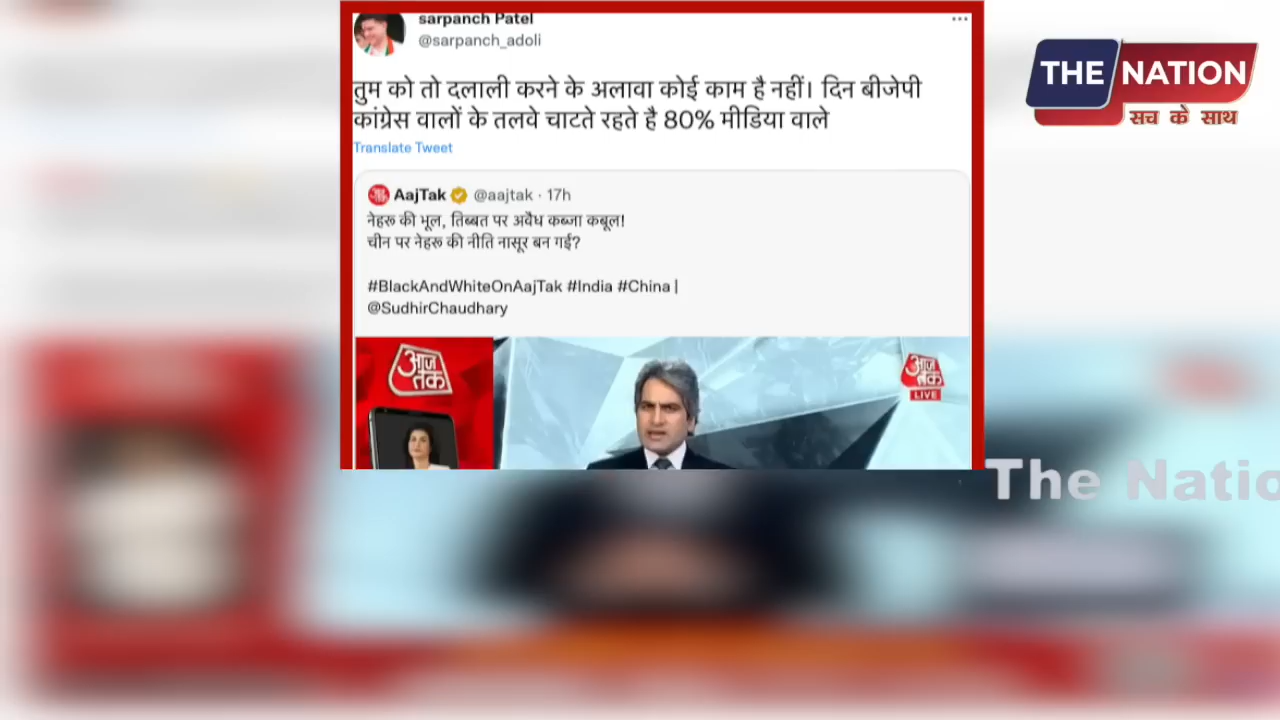 sarpanch Patel
@sarpanch_adoli
THE NATION
सच के साथ
तुम को तो दलाली करने के अलावा कोई काम है नहीं। दिन बीजेपी
कांग्रेस वालों के तलवे चाटते रहते है 80% मीडिया वाले
Translate Tweet
आज तक AajTak @aajtak · 17h
नेहरू की भूल, तिब्बत पर अवैध कब्जा कबूल!
चीन पर नेहरू की नीति नासूर बन गई?
#BlackAndWhiteOnAajTak #India #China |
@SudhirChaudhary
आज
तक
आज
तक
LIVE
The Natio